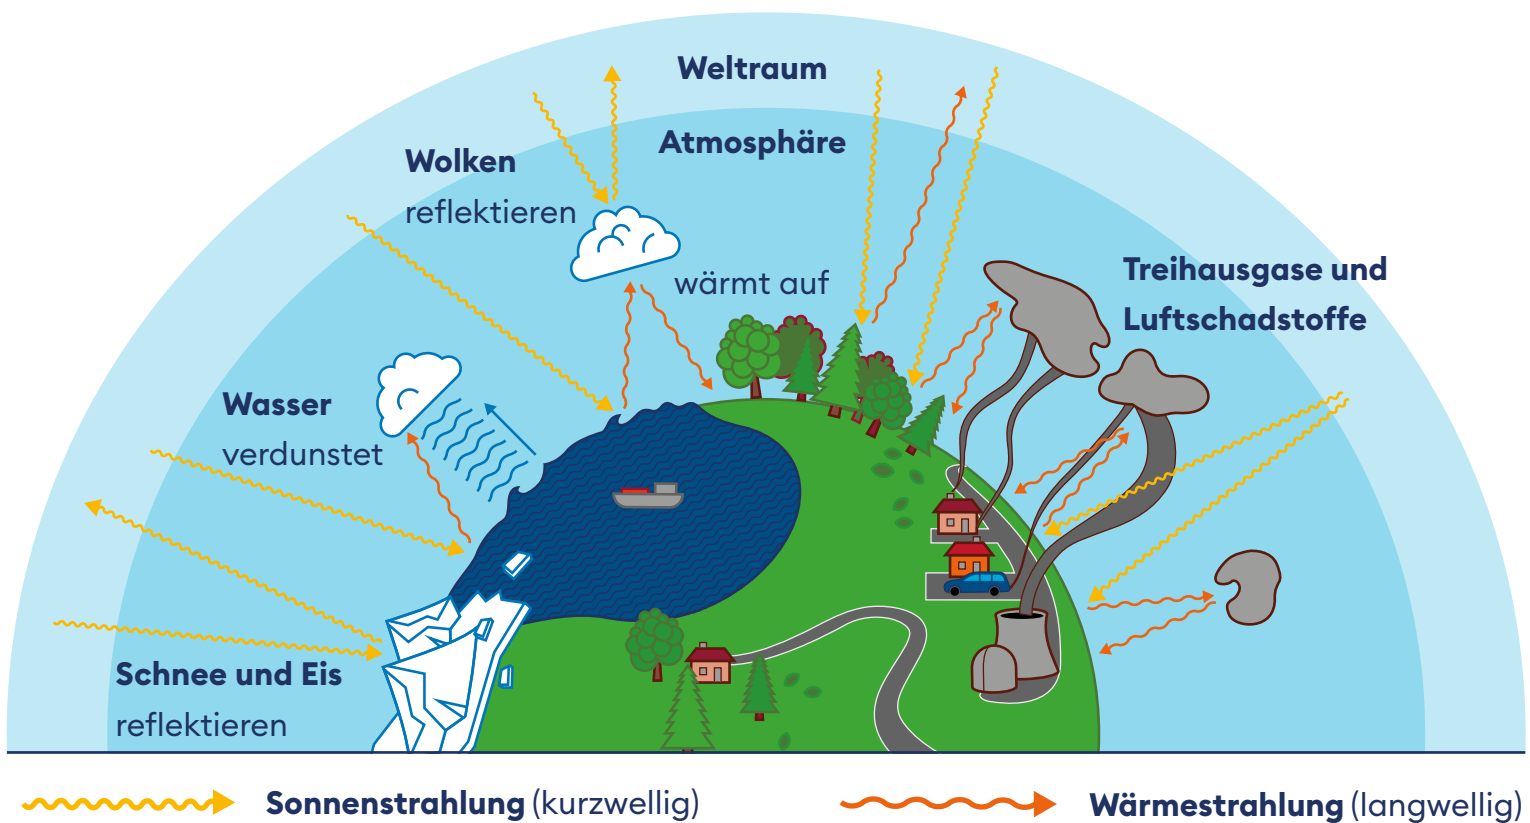 Weltraum
Atmosphäre
Wolken
reflektieren
wärmt auf
Treihausgase und
Luftschadstoffe
Wasser
verdunstet
Schnee und Eis
reflektieren
Sonnenstrahlung (kurzwellig)
Wärmestrahlung (langwellig)